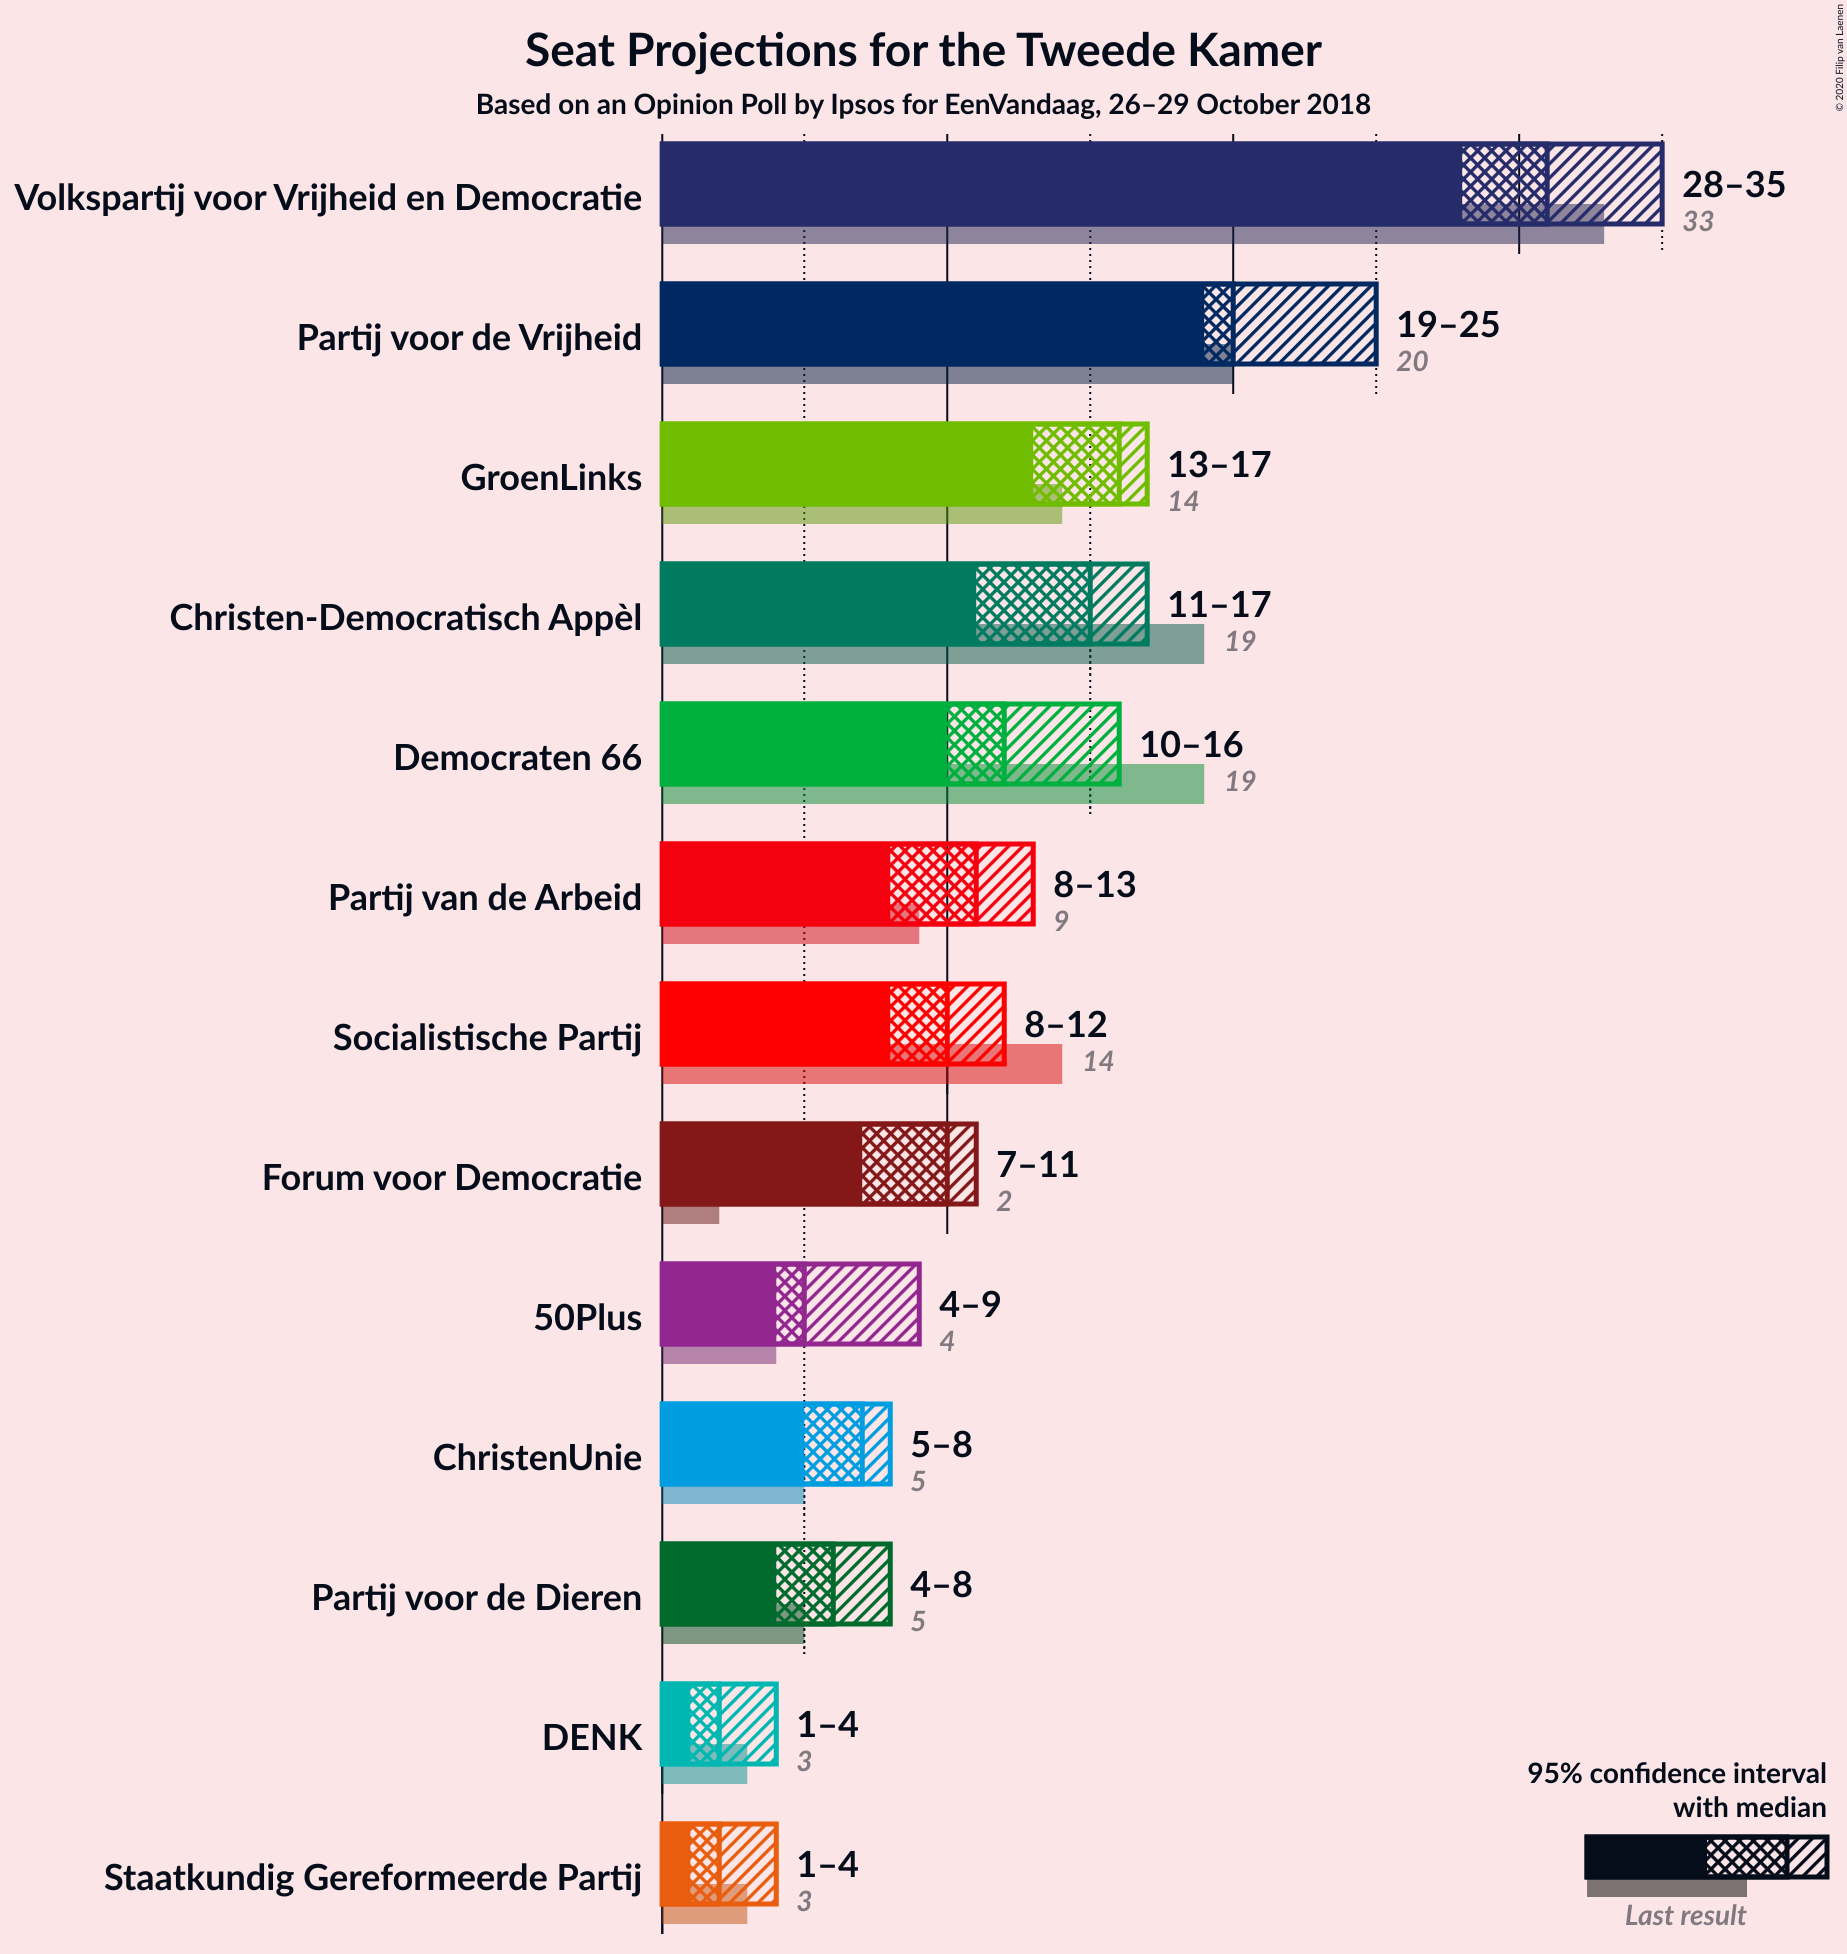 Seat Projections for the Tweede Kamer
Based on an Opinion Poll by Ipsos for EenVandaag, 26–29 October 2018
© 2020 Filip van Laenen
Volkspartij voor Vrijheid en Democratie
28–35
33
Partij voor de Vrijheid
19–25
20
GroenLinks
13–17
14
Christen-Democratisch Appèl
11–17
19
Democraten 66
10–16
19
Partij van de Arbeid
8–13
9
Socialistische Partij
8–12
14
Forum voor Democratie
7–11
2
50Plus
4–9
4
ChristenUnie
5–8
5
Partij voor de Dieren
4–8
5
DENK
1–4
3
Staatkundig Gereformeerde Partij
1–4
3
95% confidence interval
with median
Last result